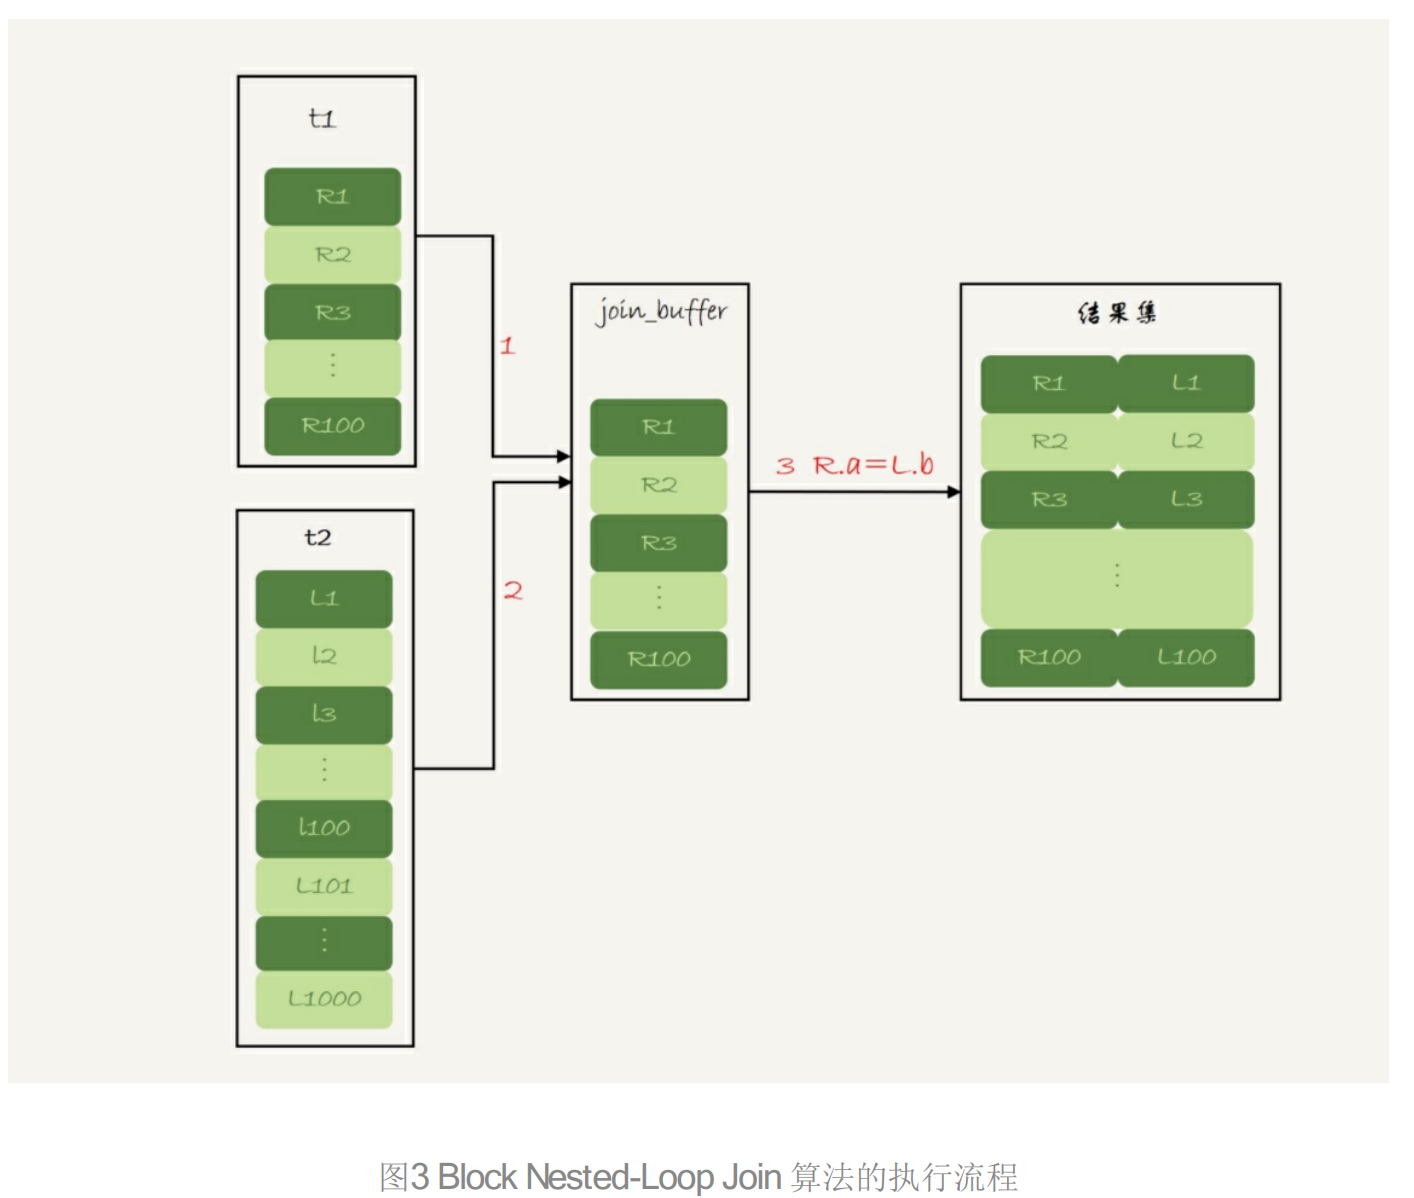 t1
R1
R2
R3
⋮
R100
1
t2
L1
l2
l3
⋮
l100
L101
⋮
L1000
2
join_buffer
R1
R2
R3
⋮
R100
3 R.a=L.b
结果集
R1 L1
R2 L2
R3 L3
⋮
R100 L100
图3 Block Nested-Loop Join 算法的执行流程